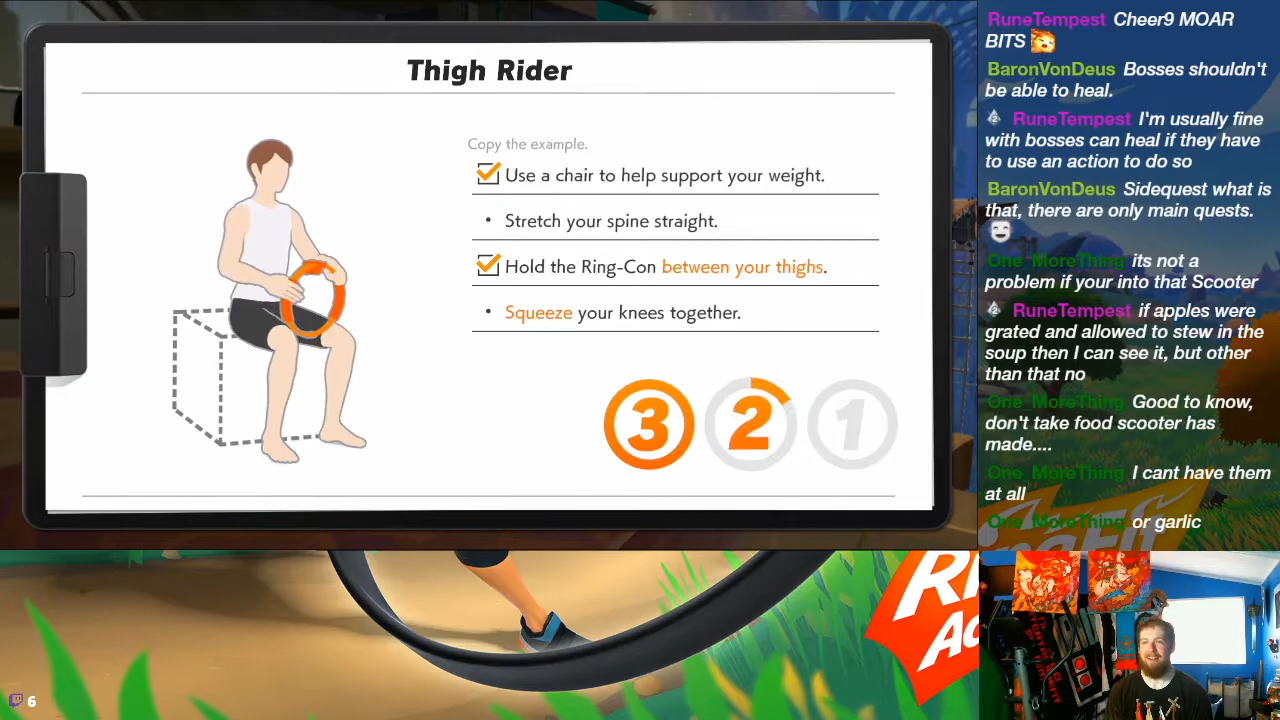 Thigh Rider
Copy the example.
Use a chair to help support your weight.
• Stretch your spine straight.
Hold the Ring-Con between your thighs.
• Squeeze your knees together.
3 2 1
RuneTempest Cheer9 MOAR
BITS
BaronVonDeus Bosses shouldn't
be able to heal.
RuneTempest I'm usually fine
with bosses can heal if they have
to use an action to do so
BaronVonDeus Sidequest what is
that, there are only main quests.
One_MoreThing its not a
problem if your into that Scooter
RuneTempest if apples were
grated and allowed to stew in the
soup then I can see it, but other
than that no
One_MoreThing Good to know,
don't take food scooter has
made....
One_MoreThing I cant have them
at all
One_MoreThing or garlic
6